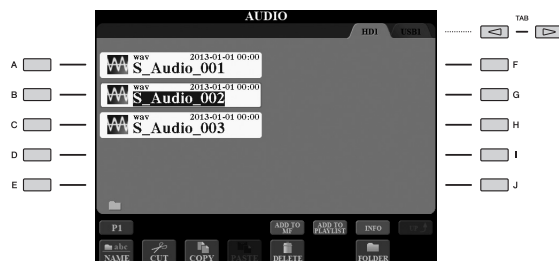 AUDIO
HD1 USB1
TAB
A
B
C
D
E
wav 2013-01-01 00:00
S_Audio_001
wav 2013-01-01 00:00
S_Audio_002
wav 2013-01-01 00:00
S_Audio_003
F
G
H
I
J
P1
ADD TO MF
ADD TO PLAYLIST
INFO
UP
abc NAME
CUT
COPY
PASTE
DELETE
FOLDER